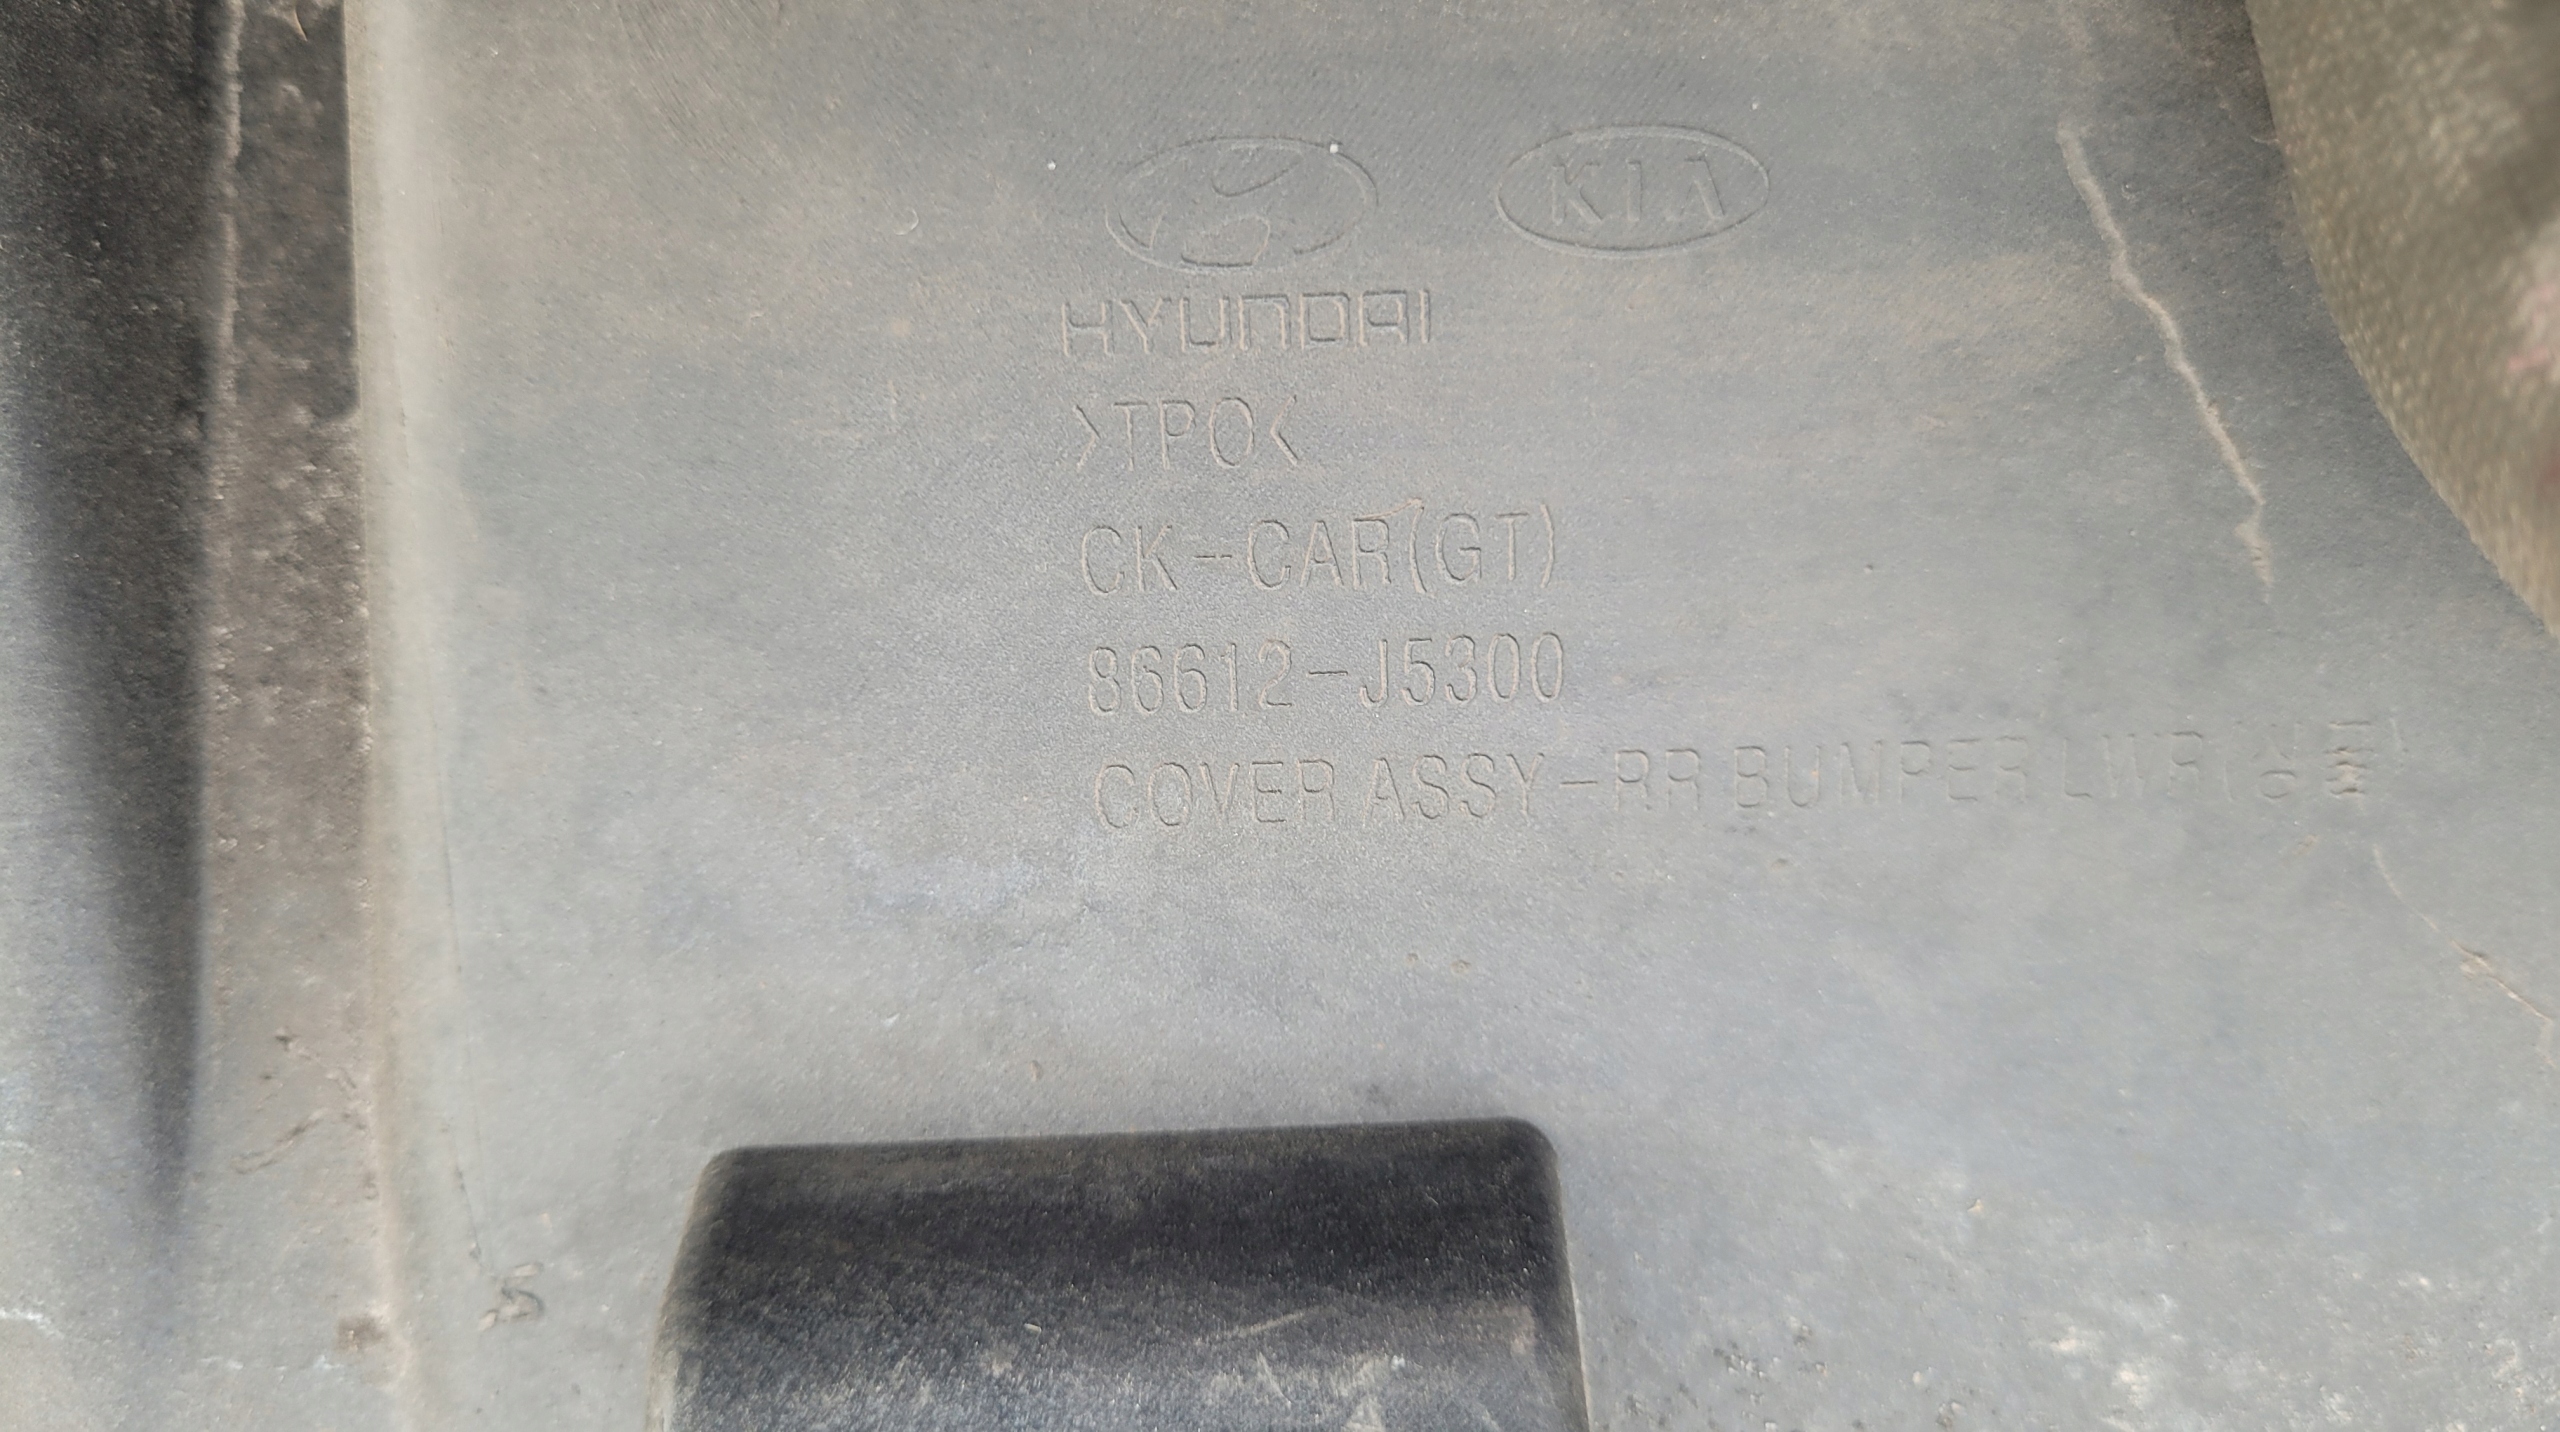 KIA
HYUNDAI
>TPO<
CK-CAR(GT)
86612-J5300
COVER ASSY-RR BUMPER LWR